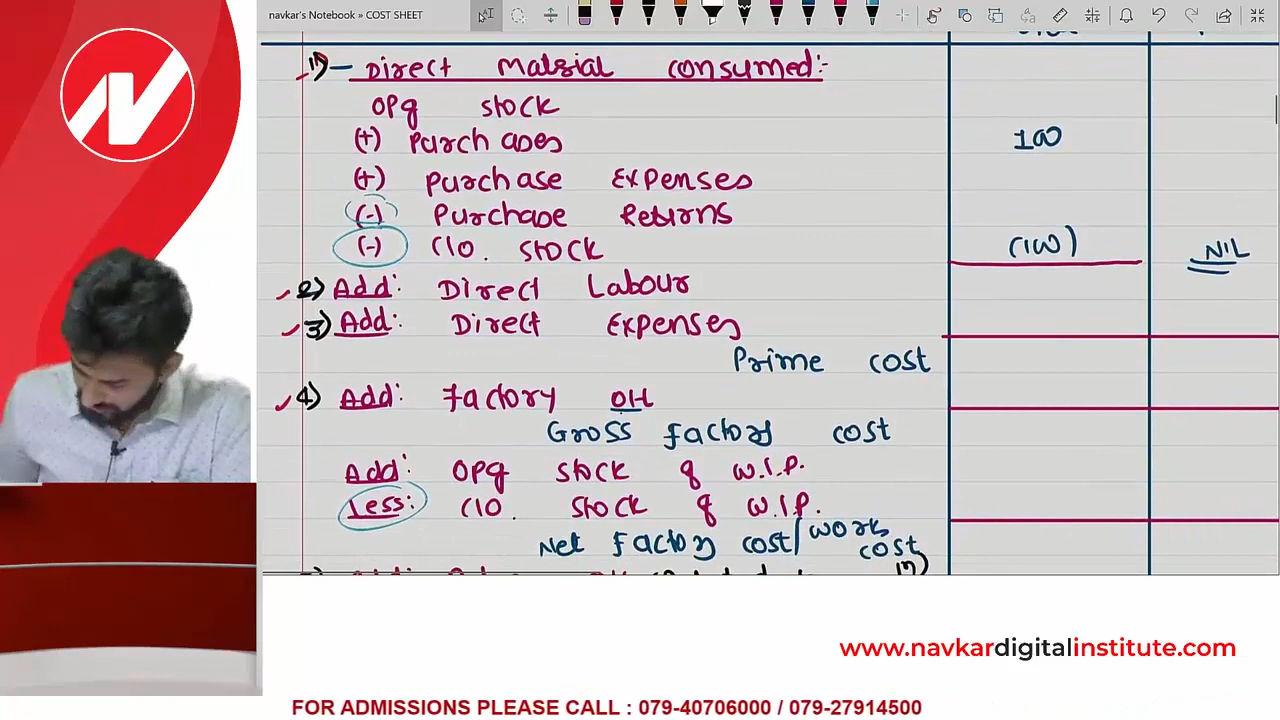 navkar's Notebook » COST SHEET
1) - Direct Material Consumed:-
opg stock
(+) Purchases 100
(+) Purchase Expenses
(-) Purchase Returns
(-) Clo. Stock (100) NIL
2) Add: Direct Labour
3) Add: Direct Expenses
Prime cost
4) Add: Factory OH
Gross factory cost
Add: opg stock of W.I.P.
Less: Clo. Stock of W.I.P.
Net factory cost/work cost
www.navkardigitalinstitute.com
FOR ADMISSIONS PLEASE CALL : 079-40706000 / 079-27914500